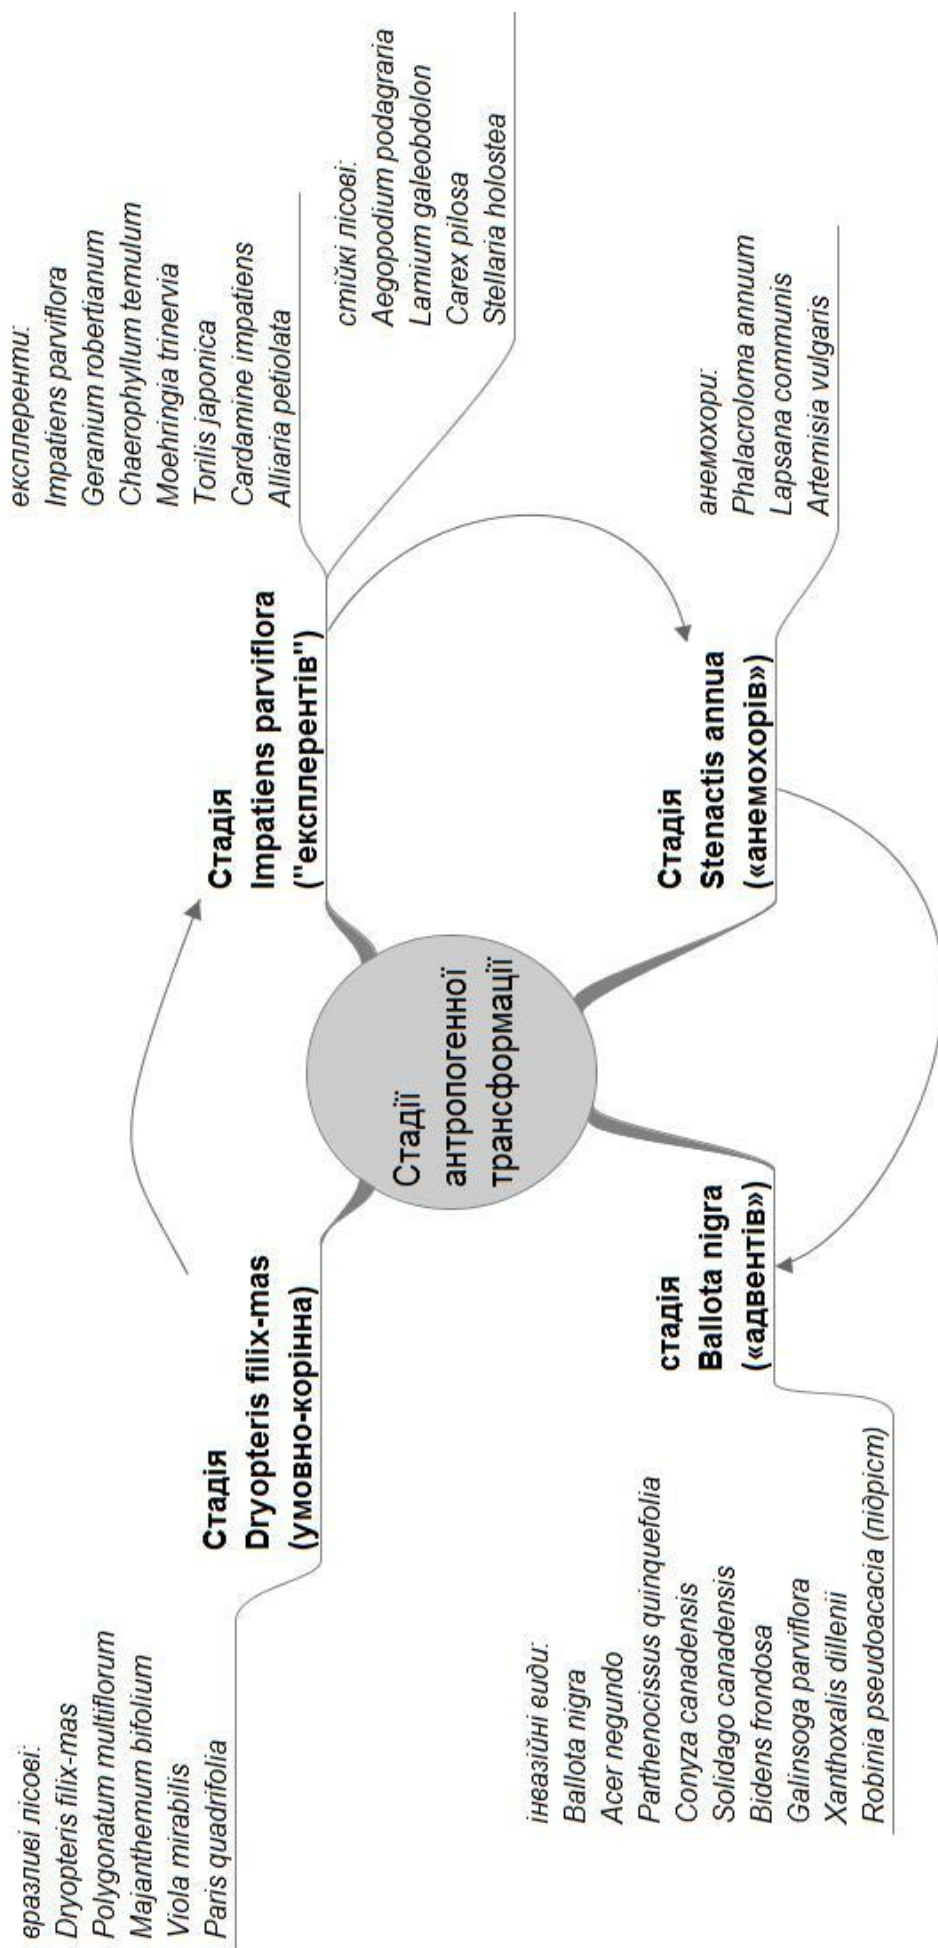 вразливі лісові:
Dryopteris filix-mas
Polygonatum multiflorum
Majanthemum bifolium
Viola mirabilis
Paris quadrifolia
Стадія
Dryopteris filix-mas
(умовно-корінна)
Стадії
антропогенної
трансформації
Стадія
Impatiens parviflora
("експлерентів")
експлеренти:
Impatiens parviflora
Geranium robertianum
Chaerophyllum temulum
Moehringia trinervia
Torilis japonica
Cardamine impatiens
Alliaria petiolata
стійкі лісові:
Aegopodium podagraria
Lamium galeobdolon
Carex pilosa
Stellaria holostea
інвазійні види:
Ballota nigra
Acer negundo
Parthenocissus quinquefolia
Conyza canadensis
Solidago canadensis
Bidens frondosa
Galinsoga parviflora
Xanthoxalis dillenii
Robinia pseudoacacia (підріст)
стадія
Ballota nigra
(«адвентів»)
Стадія
Stenactis annua
(«анемохорів»)
анемохори:
Phalacroloma annuum
Lapsana communis
Artemisia vulgaris